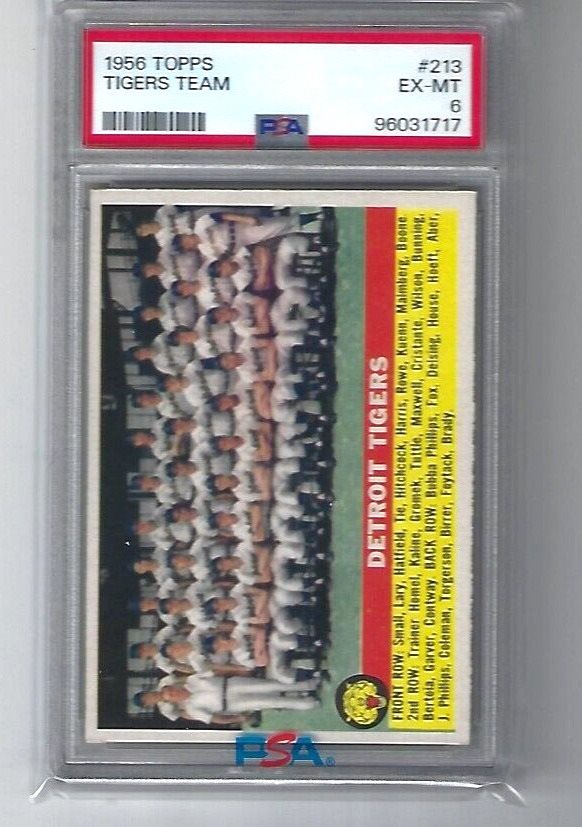 1956 TOPPS #213
TIGERS TEAM EX-MT
6
PSA 96031717
DETROIT TIGERS
FRONT ROW: Small, Lary, Hatfield, Tie, Hitchcock, Harris, Rowe, Kuenn, Malmberg, Boone
2nd ROW: Trainer Homel, Kaline, Gromek, Tuttle, Maxwell, Cristante, Wilson, Bunning,
Bertoia, Garver, Contway. BACK ROW: Bubba Phillips, Fox, Delsing, House, Hoeft, Aber,
J. Phillips, Coleman, Torgerson, Birrer, Foytack, Brady.
PSA®